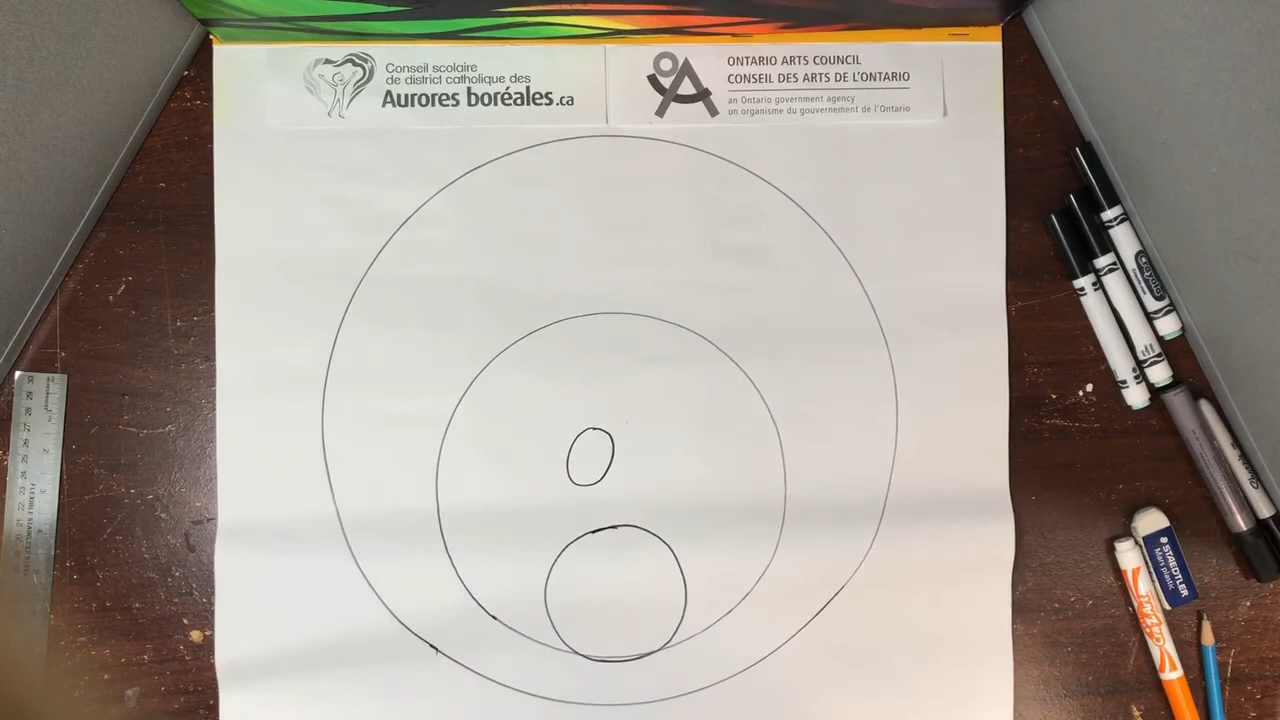 Conseil scolaire
de district catholique des
Aurores boréales.ca
ONTARIO ARTS COUNCIL
CONSEIL DES ARTS DE L'ONTARIO
an Ontario government agency
un organisme du gouvernement de l'Ontario
Crayola
Sharpie
STAEDTLER
Mars plastic